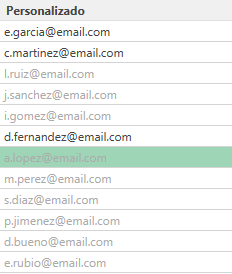 Personalizado
e.garcia@email.com
c.martinez@email.com
l.ruiz@email.com
j.sanchez@email.com
i.gomez@email.com
d.fernandez@email.com
a.lopez@email.com
m.perez@email.com
s.diaz@email.com
p.jimenez@email.com
d.bueno@email.com
e.rubio@email.com